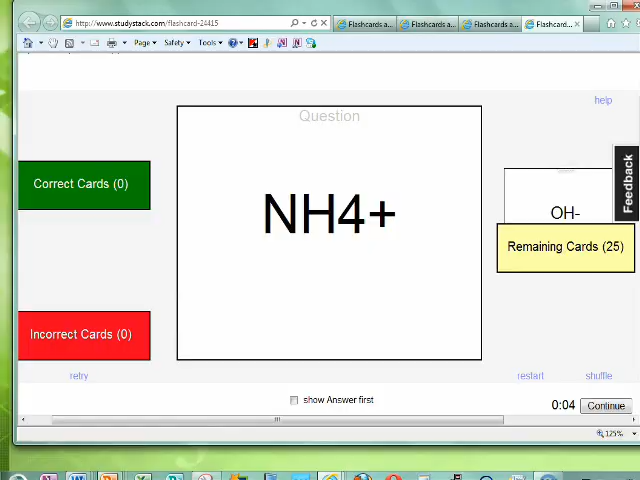 http://www.studystack.com/flashcard-24415
Flashcards a...
Flashcards a...
Flashcards a...
Flashcard...
Page
Safety
Tools
help
Question
Correct Cards (0)
NH4+
OH-
Feedback
Remaining Cards (25)
Incorrect Cards (0)
retry
restart
shuffle
show Answer first
0:04
Continue
125%